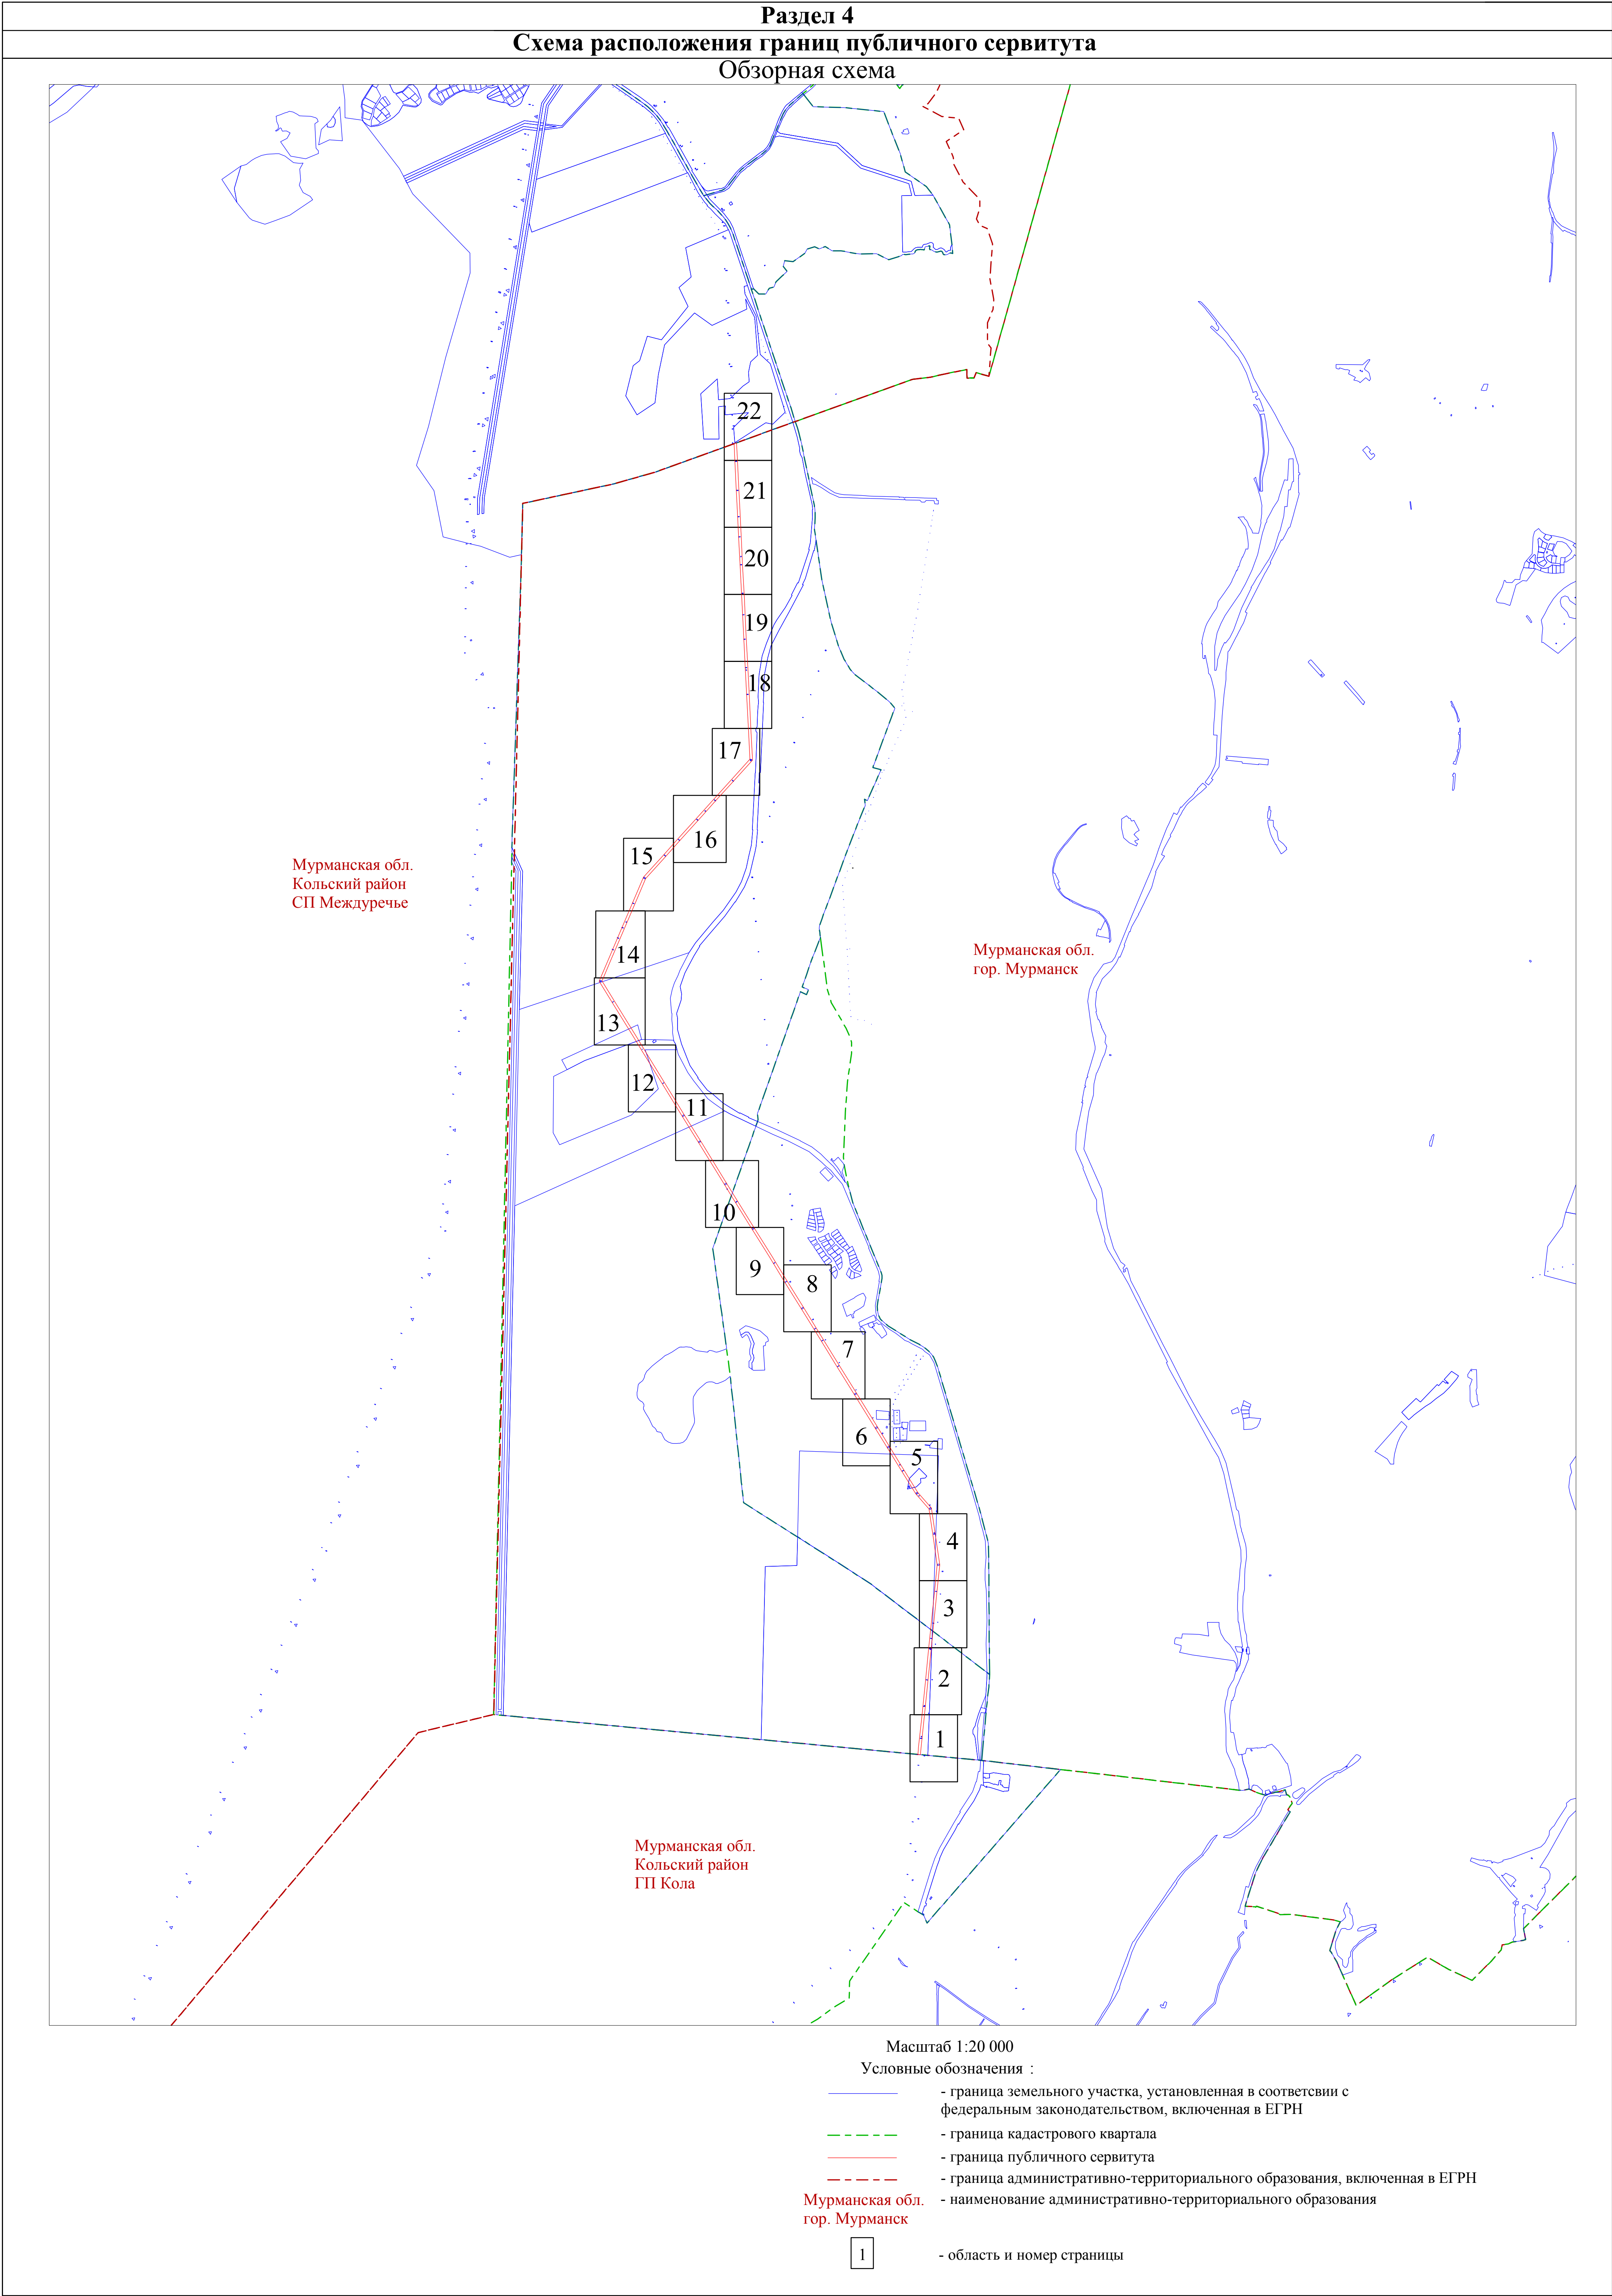 Раздел 4
Схема расположения границ публичного сервитута
Обзорная схема
22
21
20
19
18
17
16
15
Мурманская обл.
Кольский район
СП Междуречье
14
Мурманская обл.
гор. Мурманск
13
12
11
10
9
8
7
6
5
4
3
2
1
Мурманская обл.
Кольский район
ГП Кола
Масштаб 1:20 000
Условные обозначения :
- граница земельного участка, установленная в соответсвии с
федеральным законодательством, включенная в ЕГРН
- граница кадастрового квартала
- граница публичного сервитута
- граница административно-территориального образования, включенная в ЕГРН
Мурманская обл.
гор. Мурманск
- наименование административно-территориального образования
1
- область и номер страницы